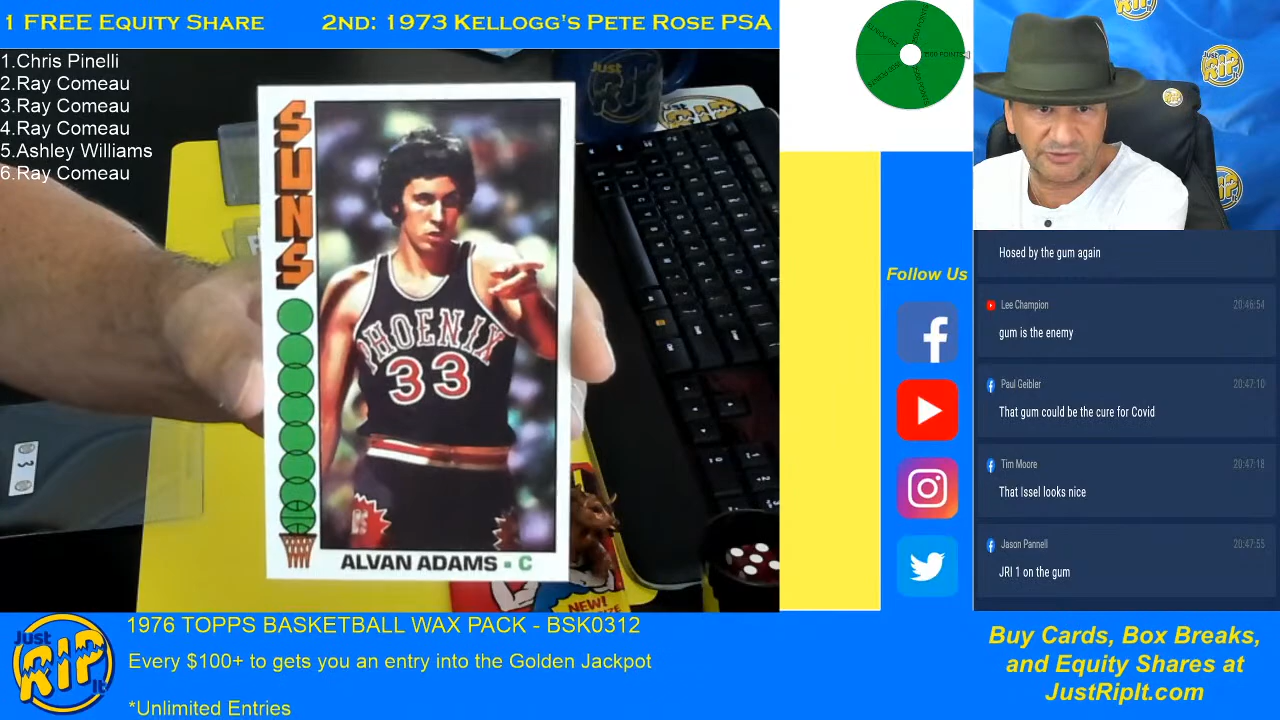 1 FREE EQUITY SHARE
2ND: 1973 KELLOGG'S PETE ROSE PSA
1.Chris Pinelli
2.Ray Comeau
3.Ray Comeau
4.Ray Comeau
5.Ashley Williams
6.Ray Comeau
SUNS
PHOENIX
33
ALVAN ADAMS • C
3
NEW!
JUST
RIP
Follow Us
Hosed by the gum again
Lee Champion 20:46:54
gum is the enemy
Paul Geibler 20:47:10
That gum could be the cure for Covid
Tim Moore 20:47:18
That Issel looks nice
Jason Pannell 20:47:55
JRI 1 on the gum
Just
RIP
It
1976 TOPPS BASKETBALL WAX PACK - BSK0312
Every $100+ to gets you an entry into the Golden Jackpot
*Unlimited Entries
Buy Cards, Box Breaks,
and Equity Shares at
JustRipIt.com